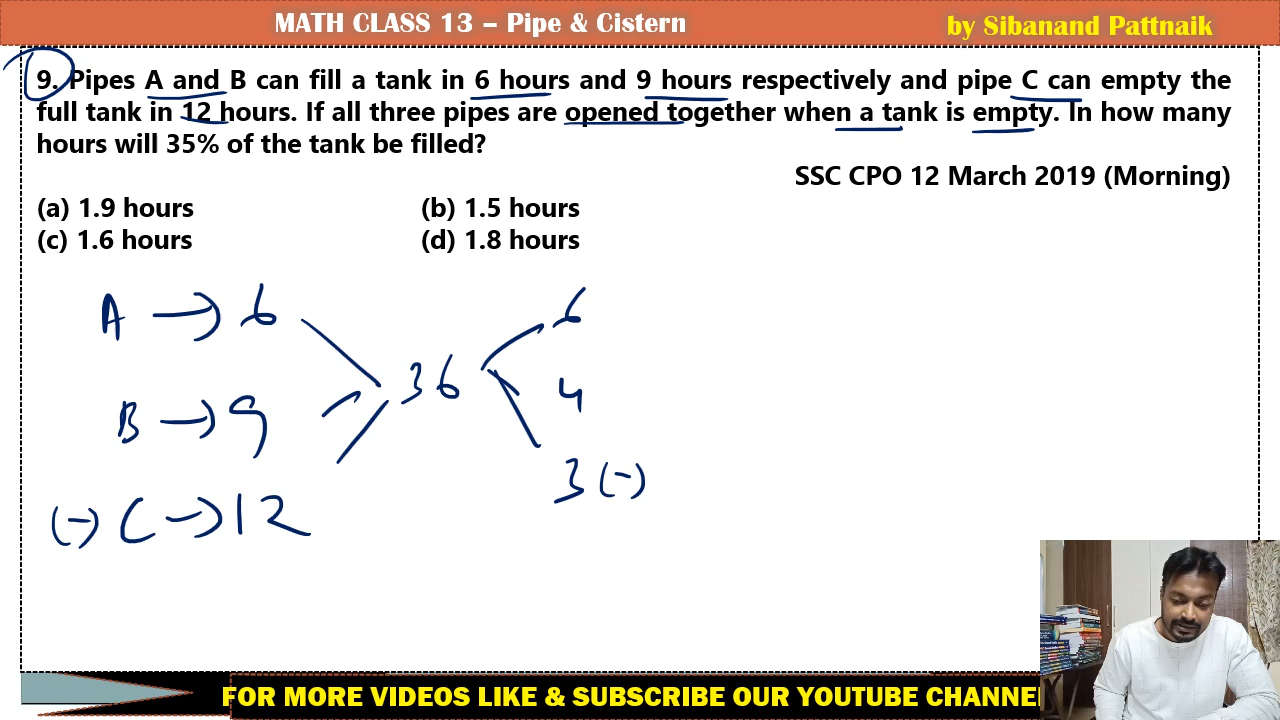 MATH CLASS 13 – Pipe & Cistern
by Sibanand Pattnaik
9. Pipes A and B can fill a tank in 6 hours and 9 hours respectively and pipe C can empty the
full tank in 12 hours. If all three pipes are opened together when a tank is empty. In how many
hours will 35% of the tank be filled?
SSC CPO 12 March 2019 (Morning)
(a) 1.9 hours (b) 1.5 hours
(c) 1.6 hours (d) 1.8 hours
A → 6
B → 9
(-) C → 12
36
6
4
3 (-)
FOR MORE VIDEOS LIKE & SUBSCRIBE OUR YOUTUBE CHANNE